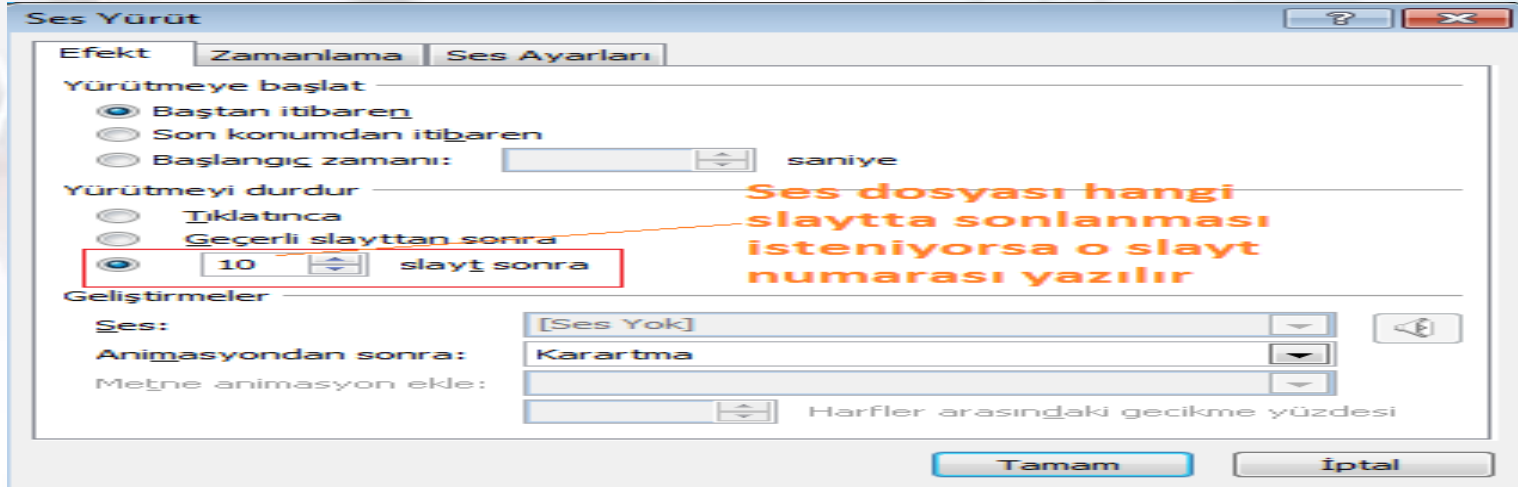 Ses Yürüt
Efekt Zamanlama Ses Ayarları
Yürütmeye başlat
Baştan itibaren
Son konumdan itibaren
Başlangıç zamanı: saniye
Yürütmeyi durdur
Tıklatınca
Geçerli slayttan sonra
10 slayt sonra
Ses dosyası hangi
slaytta sonlanması
isteniyorsa o slayt
numarası yazılır
Geliştirmeler
Ses: [Ses Yok]
Animasyondan sonra: Karartma
Metne animasyon ekle:
Harfler arasındaki gecikme yüzdesi
Tamam İptal